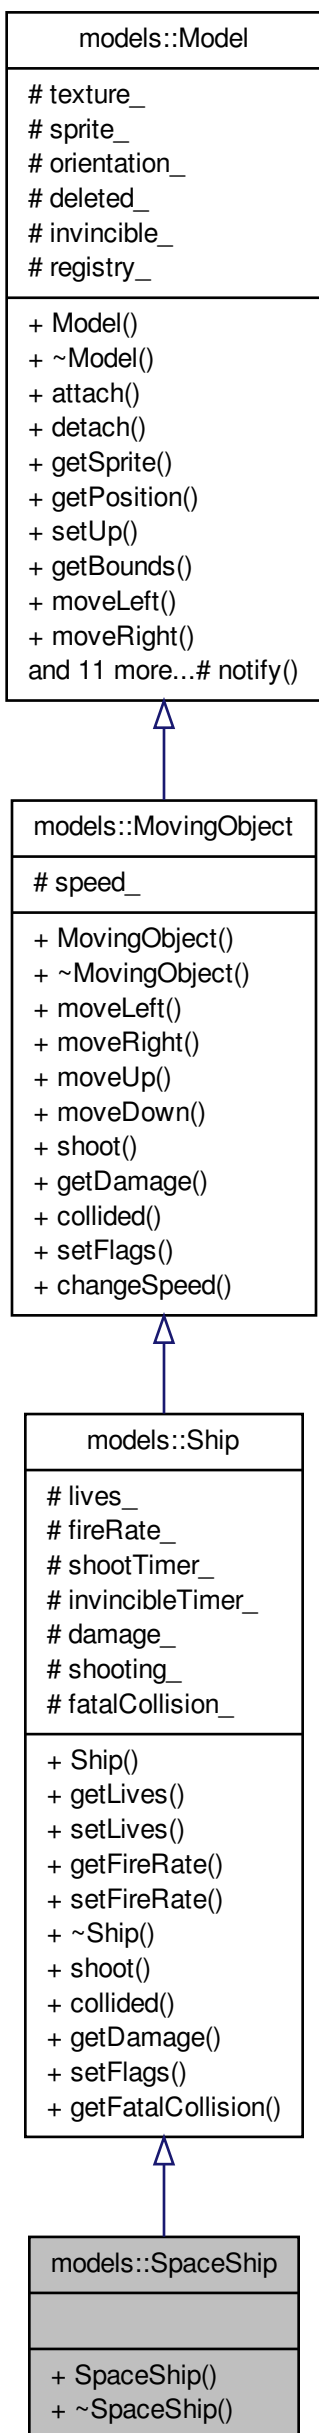 models::Model
# texture_
# sprite_
# orientation_
# deleted_
# invincible_
# registry_
+ Model()
+ ~Model()
+ attach()
+ detach()
+ getSprite()
+ getPosition()
+ setUp()
+ getBounds()
+ moveLeft()
+ moveRight()
and 11 more...# notify()
models::MovingObject
# speed_
+ MovingObject()
+ ~MovingObject()
+ moveLeft()
+ moveRight()
+ moveUp()
+ moveDown()
+ shoot()
+ getDamage()
+ collided()
+ setFlags()
+ changeSpeed()
models::Ship
# lives_
# fireRate_
# shootTimer_
# invincibleTimer_
# damage_
# shooting_
# fatalCollision_
+ Ship()
+ getLives()
+ setLives()
+ getFireRate()
+ setFireRate()
+ ~Ship()
+ shoot()
+ collided()
+ getDamage()
+ setFlags()
+ getFatalCollision()
models::SpaceShip
+ SpaceShip()
+ ~SpaceShip()